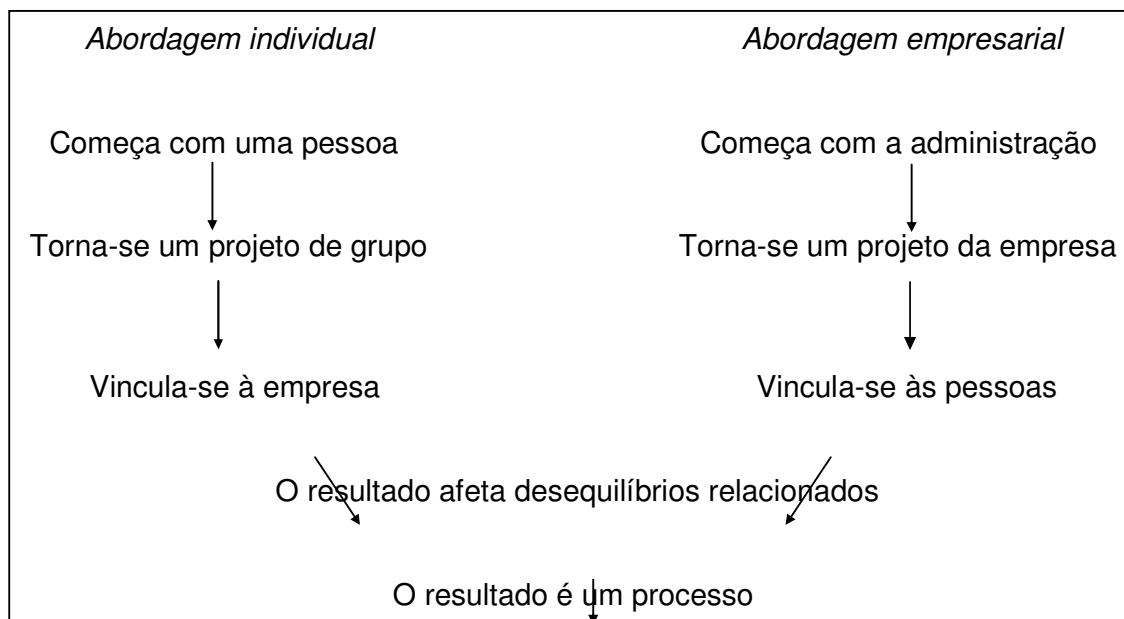 Abordagem individual
Abordagem empresarial
Começa com uma pessoa
Começa com a administração
Torna-se um projeto de grupo
Torna-se um projeto da empresa
Vincula-se à empresa
Vincula-se às pessoas
O resultado afeta desequilíbrios relacionados
O resultado é um processo